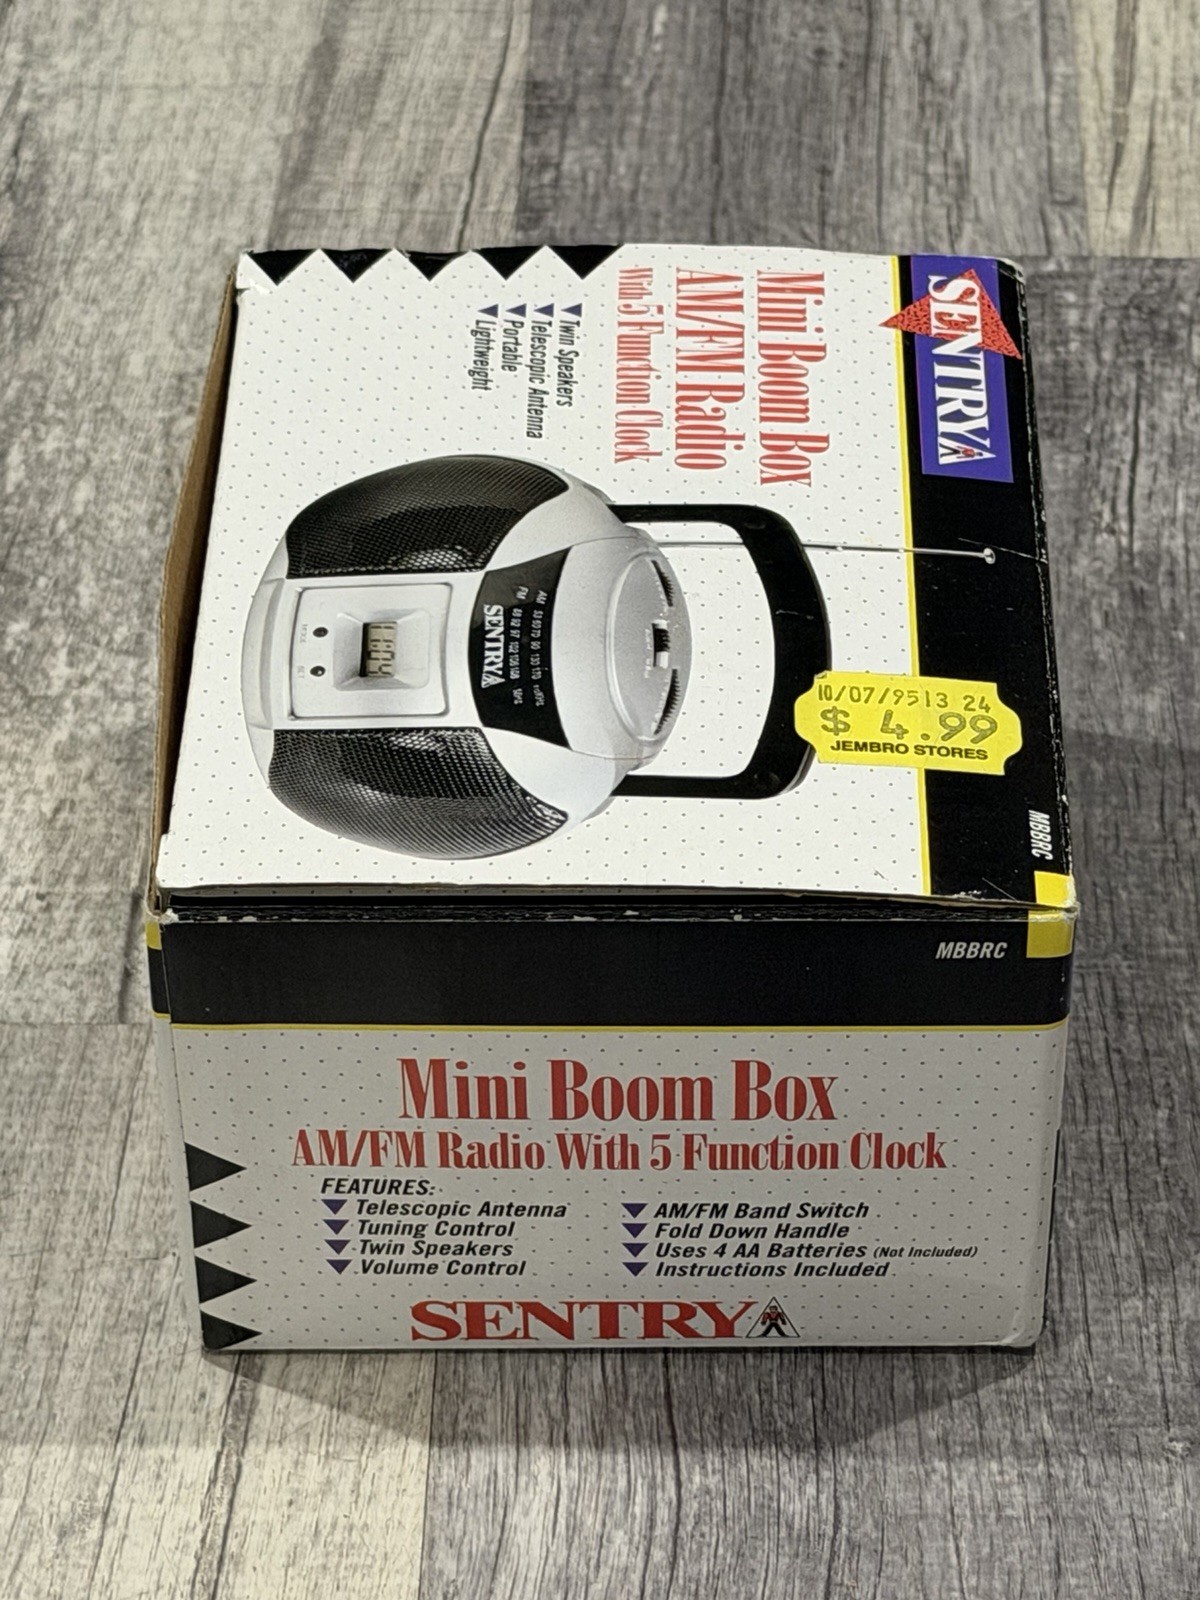 SENTRY
Mini Boom Box
AM/FM Radio
With 5 Function Clock
Twin Speakers
Telescopic Antenna
Portable
Lightweight
SENTRY
10/07/9513 24
$ 4.99
JEMBRO STORES
MBBRC
MBBRC
Mini Boom Box
AM/FM Radio With 5 Function Clock
FEATURES:
Telescopic Antenna
Tuning Control
Twin Speakers
Volume Control
AM/FM Band Switch
Fold Down Handle
Uses 4 AA Batteries (Not Included)
Instructions Included
SENTRY